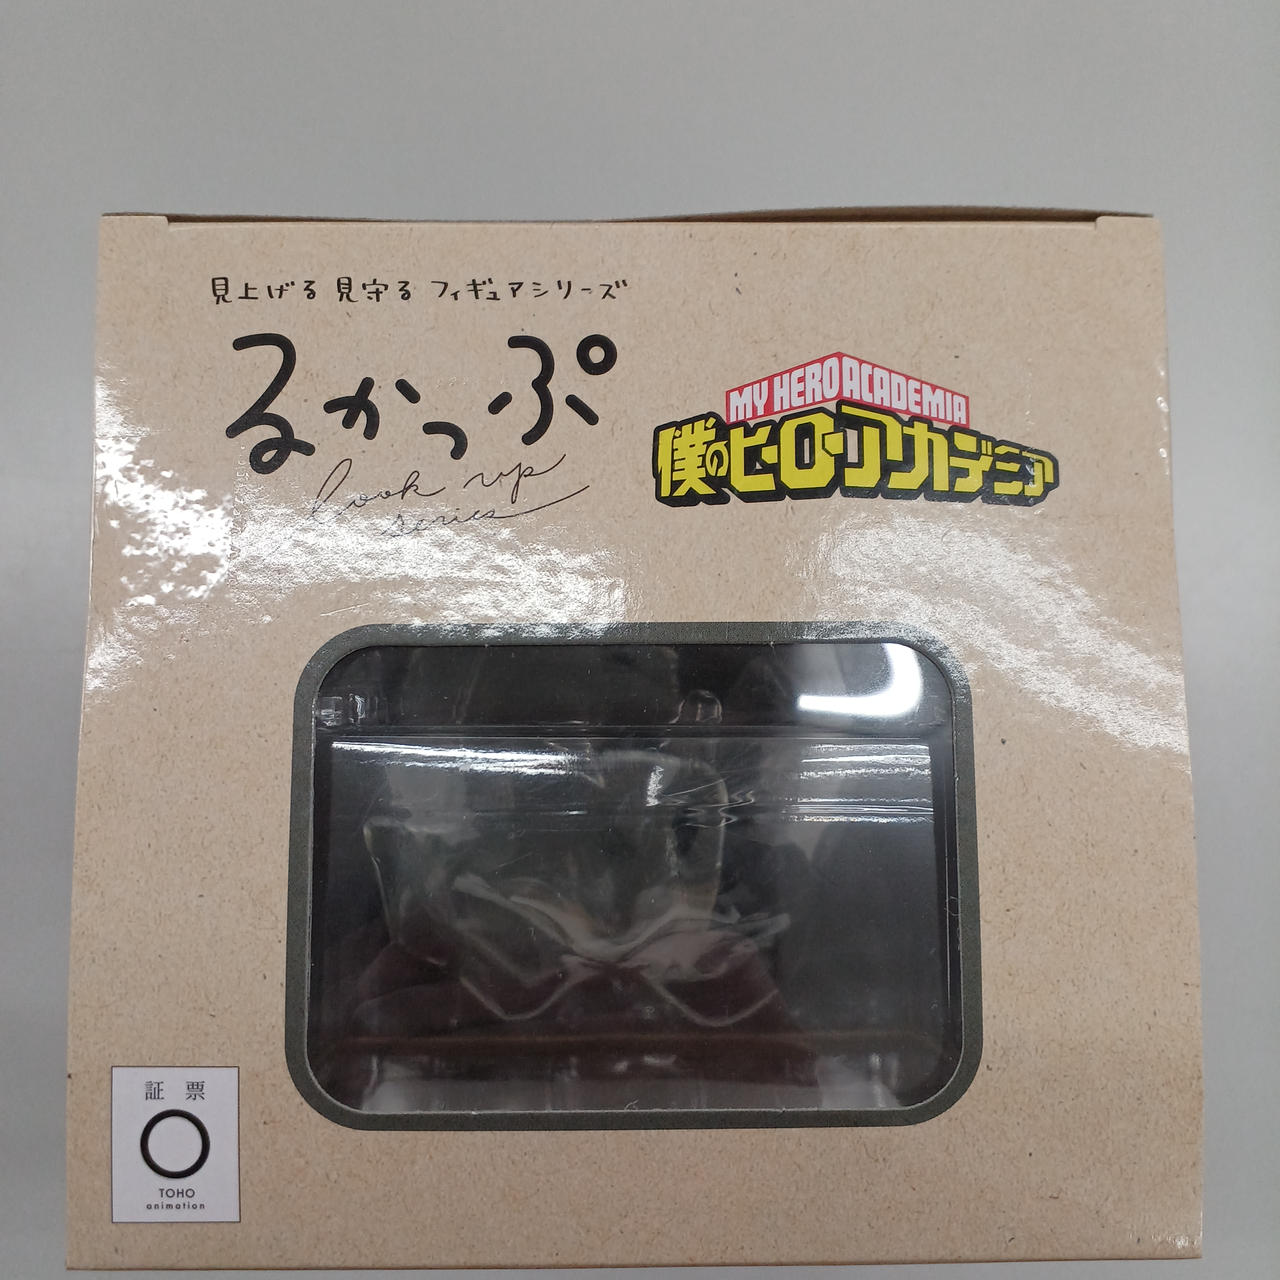 見上げる 見守る フィギュアシリーズ
るかっぷ
look up
series
MY HERO ACADEMIA
僕のヒーローアカデミア
証票
TOHO
animation